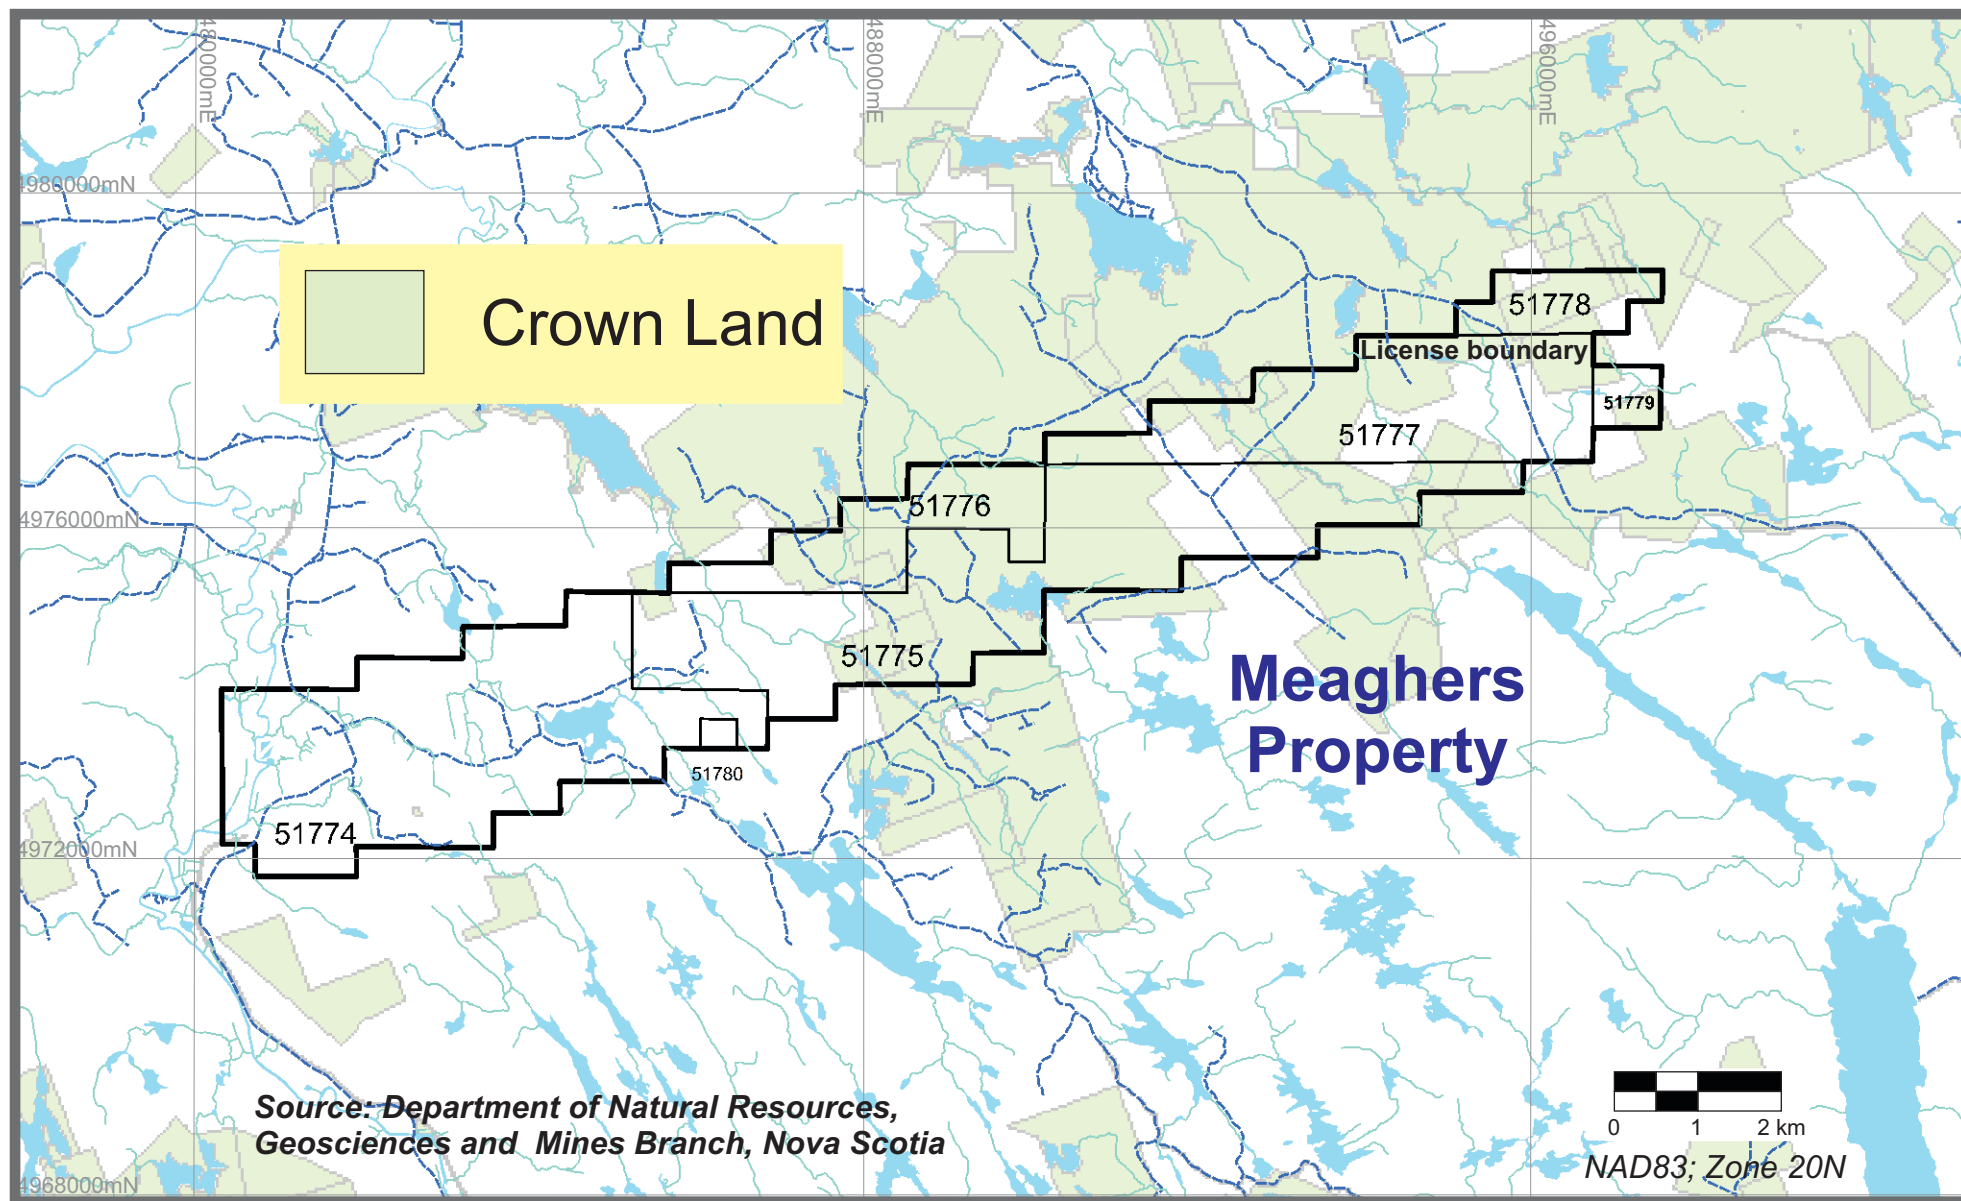 480000mE
488000mE
496000mE
4980000mN
Crown Land
51778
License boundary
51779
51777
51776
4976000mN
51775
Meaghers
Property
51780
51774
4972000mN
Source: Department of Natural Resources,
Geosciences and Mines Branch, Nova Scotia
0 1 2 km
NAD83; Zone 20N
4968000mN